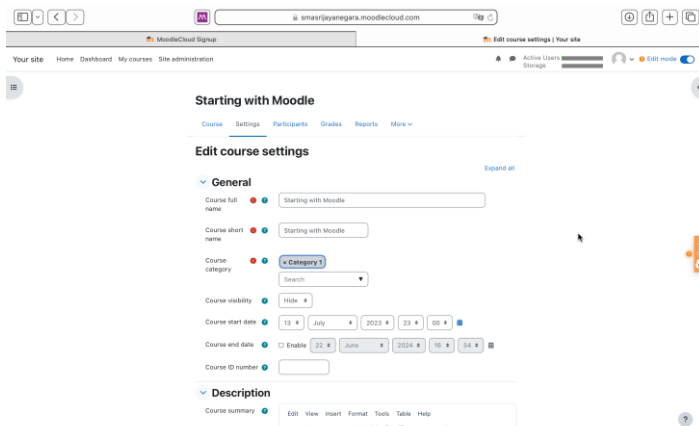 smasrijayanegara.moodlecloud.com
MoodleCloud Signup
Edit course settings | Your site
Your site Home Dashboard My courses Site administration
Active Users
Storage
Edit mode
Starting with Moodle
Course Settings Participants Grades Reports More
Edit course settings
Expand all
General
Course full name
Starting with Moodle
Course short name
Starting with Moodle
Course category
× Category 1
Search
Course visibility
Hide
Course start date
13 July 2023 23 00
Course end date
Enable 22 June 2024 16 54
Course ID number
Description
Course summary
Edit View Insert Format Tools Table Help
?